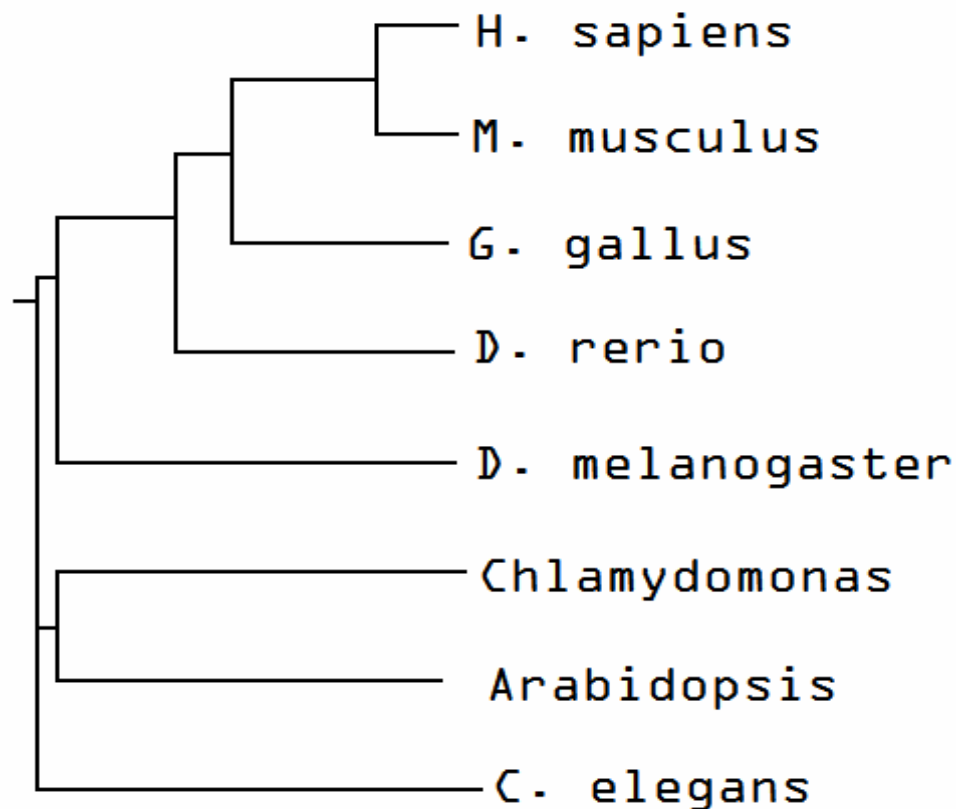 H. sapiens
M. musculus
G. gallus
D. rerio
D. melanogaster
Chlamydomonas
Arabidopsis
C. elegans